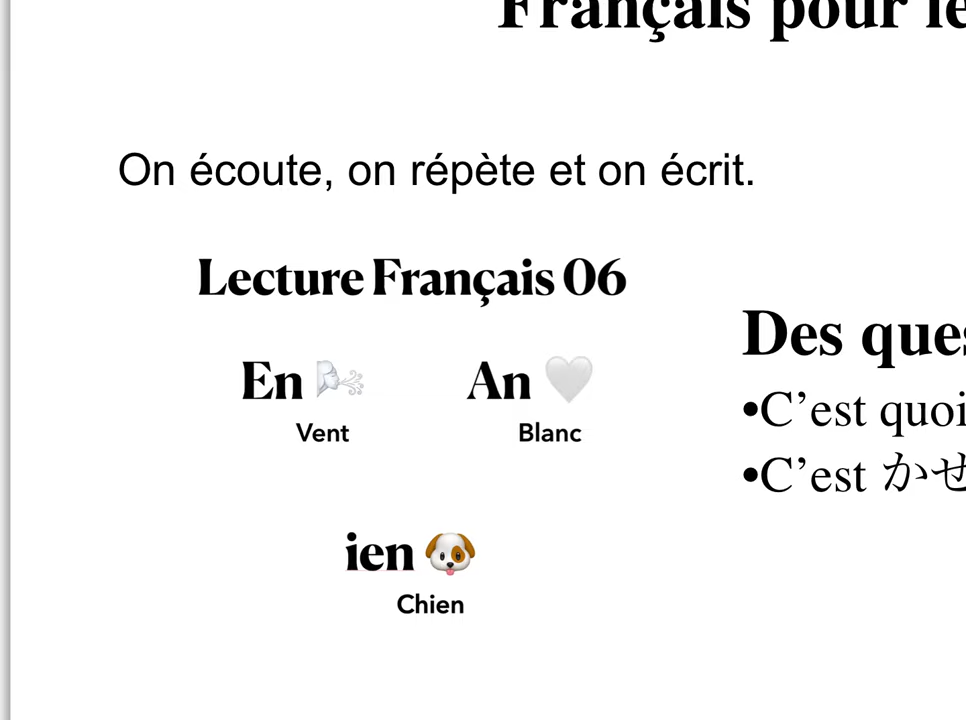 Français pour le
On écoute, on répète et on écrit.
Lecture Français 06
En
An
Vent
Blanc
ien
Chien
Des ques
•C’est quoi
•C’est かせ